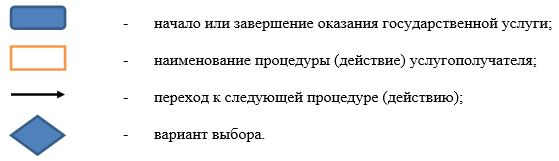 - начало или завершение оказания государственной услуги;
- наименование процедуры (действие) услугополучателя;
- переход к следующей процедуре (действию);
- вариант выбора.